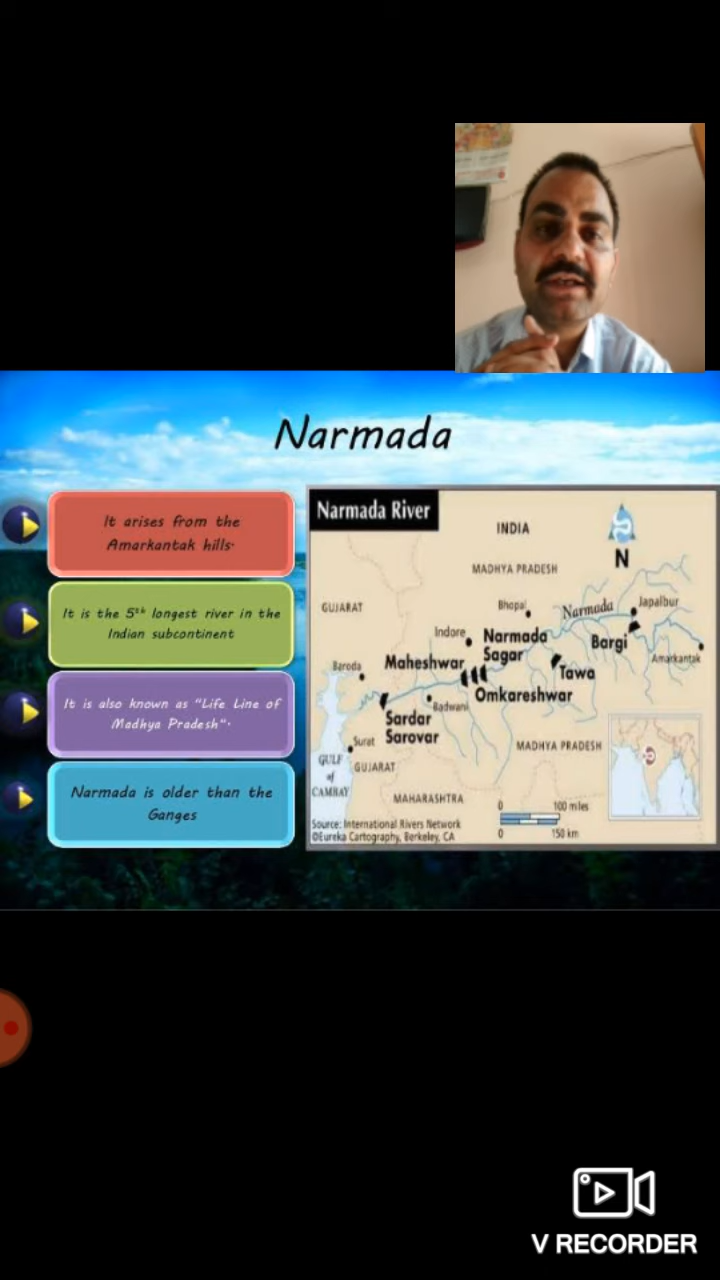 Narmada
It arises from the
Amarkantak hills.
It is the 5th longest river in the
Indian subcontinent
It is also known as "Life Line of
Madhya Pradesh".
Narmada is older than the
Ganges
Narmada River
INDIA
MADHYA PRADESH
N
GUJARAT
Bhopal
Narmada
Japalbur
Indore
Narmada
Sagar
Bargi
Baroda
Maheshwar
Amarkantak
Tawa
Omkareshwar
Badwani
Sardar
Sarovar
Surat
MADHYA PRADESH
GULF
of
CAMBAY
GUJARAT
MAHARASHTRA
0 100 miles
0 150 km
Source: International Rivers Network
©Eureka Cartography, Berkeley, CA
V RECORDER